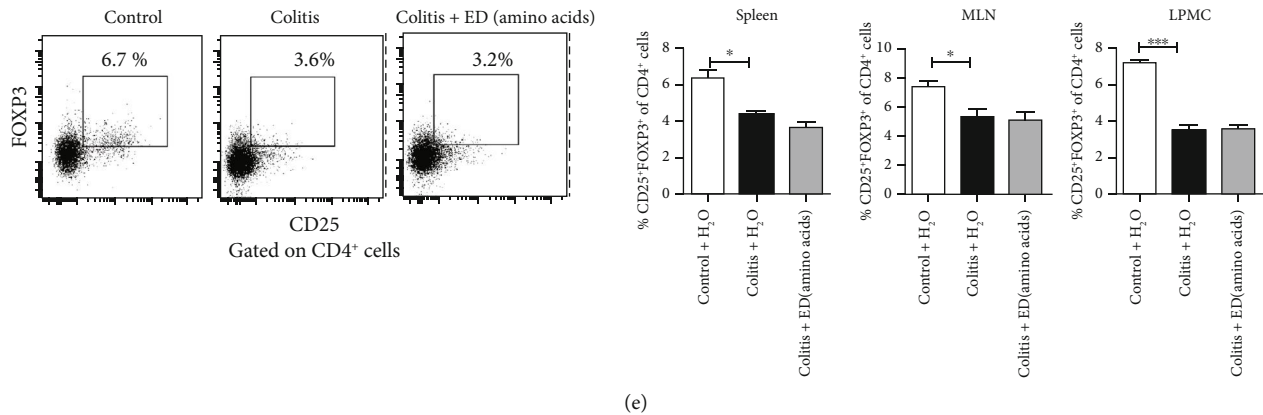 Control
Colitis
Colitis + ED (amino acids)
6.7 %
3.6%
3.2%
FOXP3
CD25
Gated on CD4⁺ cells
Spleen
% CD25⁺FOXP3⁺ of CD4⁺ cells
8
6
4
2
0
*
Control + H₂O
Colitis + H₂O
Colitis + ED(amino acids)
MLN
% CD25⁺FOXP3⁺ of CD4⁺ cells
10
8
6
4
2
0
*
Control + H₂O
Colitis + H₂O
Colitis + ED(amino acids)
LPMC
% CD25⁺FOXP3⁺ of CD4⁺ cells
8
6
4
2
0
***
Control + H₂O
Colitis + H₂O
Colitis + ED(amino acids)
(e)